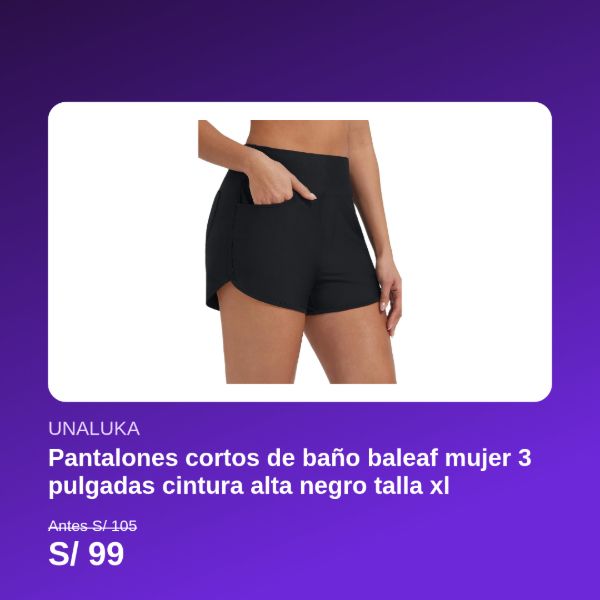 UNALUKA
Pantalones cortos de baño baleaf mujer 3
pulgadas cintura alta negro talla xl
Antes S/ 105
S/ 99